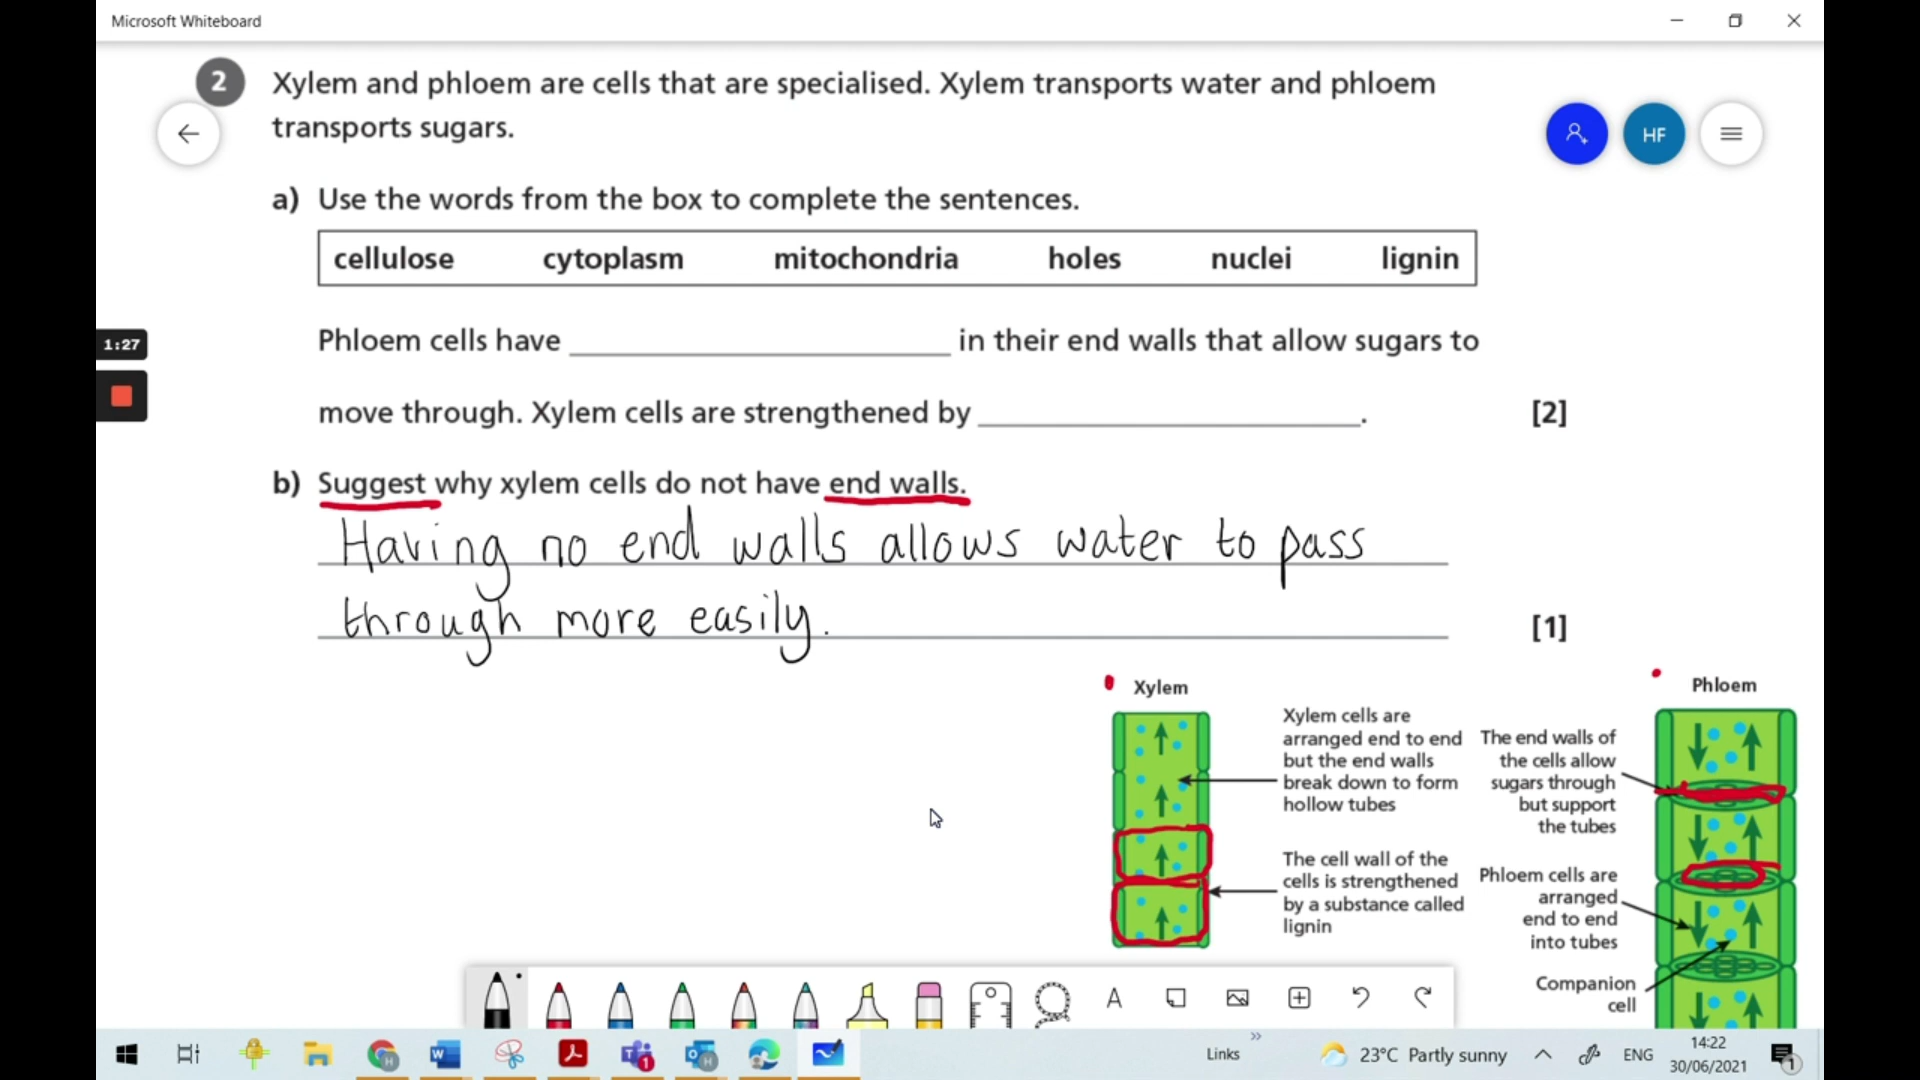 Microsoft Whiteboard
2 Xylem and phloem are cells that are specialised. Xylem transports water and phloem
transports sugars.
HF
a) Use the words from the box to complete the sentences.
cellulose cytoplasm mitochondria holes nuclei lignin
1:27
Phloem cells have ____________ in their end walls that allow sugars to
move through. Xylem cells are strengthened by ____________. [2]
b) Suggest why xylem cells do not have end walls.
Having no end walls allows water to pass
through more easily. [1]
Xylem
Xylem cells are
arranged end to end
but the end walls
break down to form
hollow tubes
The cell wall of the
cells is strengthened
by a substance called
lignin
Phloem
The end walls of
the cells allow
sugars through
but support
the tubes
Phloem cells are
arranged
end to end
into tubes
Companion
cell
A
Links
23°C Partly sunny
ENG
14:22
30/06/2021
1